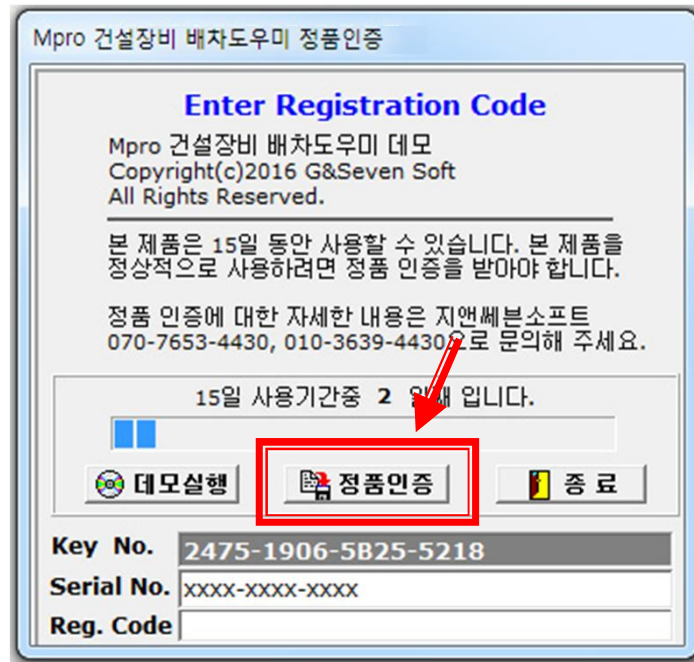 Mpro 건설장비 배차도우미 정품인증
Enter Registration Code
Mpro 건설장비 배차도우미 데모
Copyright(c)2016 G&Seven Soft
All Rights Reserved.
본 제품은 15일 동안 사용할 수 있습니다. 본 제품을
정상적으로 사용하려면 정품 인증을 받아야 합니다.
정품 인증에 대한 자세한 내용은 지앤쎄븐소프트
070-7653-4430, 010-3639-4430으로 문의해 주세요.
15일 사용기간중 2 일째 입니다.
데모실행 정품인증 종 료
Key No. 2475-1906-5B25-5218
Serial No. xxxx-xxxx-xxxx
Reg. Code